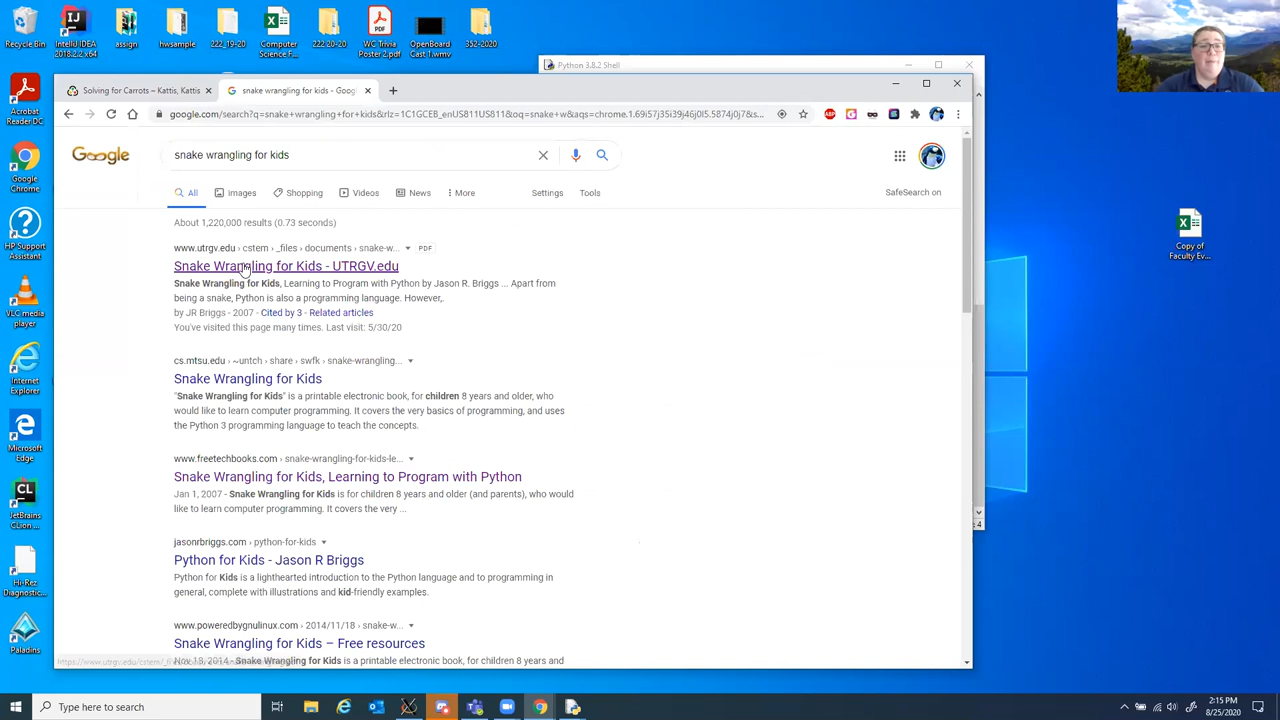 Recycle Bin
IntelliJ IDEA 2018.2.2 x64
assign
hwsample
222_19-20
Computer Science F...
222 20-20
WC Trivia Poster 2.pdf
OpenBoard Cast 1.wmv
352-2020
Python 3.8.2 Shell
Solving for Carrots – Kattis, Kattis
snake wrangling for kids - Goog
google.com/search?q=snake+wrangling+for+kids&rlz=1C1GCEB_enUS811US811&oq=snake+w&aqs=chrome.1.69i57j35i39j46j0l5.5874j0j7&s...
Google
snake wrangling for kids
All
Images
Shopping
Videos
News
More
Settings
Tools
SafeSearch on
About 1,220,000 results (0.73 seconds)
www.utrgv.edu › cstem › _files › documents › snake-w... PDF
Snake Wrangling for Kids - UTRGV.edu
Snake Wrangling for Kids, Learning to Program with Python by Jason R. Briggs ... Apart from
being a snake, Python is also a programming language. However,.
by JR Briggs - 2007 - Cited by 3 - Related articles
You've visited this page many times. Last visit: 5/30/20
cs.mtsu.edu › ~untch › share › swfk › snake-wrangling...
Snake Wrangling for Kids
"Snake Wrangling for Kids" is a printable electronic book, for children 8 years and older, who
would like to learn computer programming. It covers the very basics of programming, and uses
the Python 3 programming language to teach the concepts.
www.freetechbooks.com › snake-wrangling-for-kids-le...
Snake Wrangling for Kids, Learning to Program with Python
Jan 1, 2007 - Snake Wrangling for Kids is for children 8 years and older (and parents), who would
like to learn computer programming. It covers the very ...
jasonrbriggs.com › python-for-kids
Python for Kids - Jason R Briggs
Python for Kids is a lighthearted introduction to the Python language and to programming in
general, complete with illustrations and kid-friendly examples.
www.poweredbygnulinux.com › 2014/11/18 › snake-w...
Snake Wrangling for Kids – Free resources
Nov 18, 2014 - Snake Wrangling for Kids is a printable electronic book, for children 8 years and
Acrobat Reader DC
Google Chrome
HP Support Assistant
VLC media player
Internet Explorer
Microsoft Edge
JetBrains CLion ...
Hi-Rez Diagnostic...
Paladins
Copy of Faculty Ev...
: 4
Type here to search
2:15 PM
8/25/2020